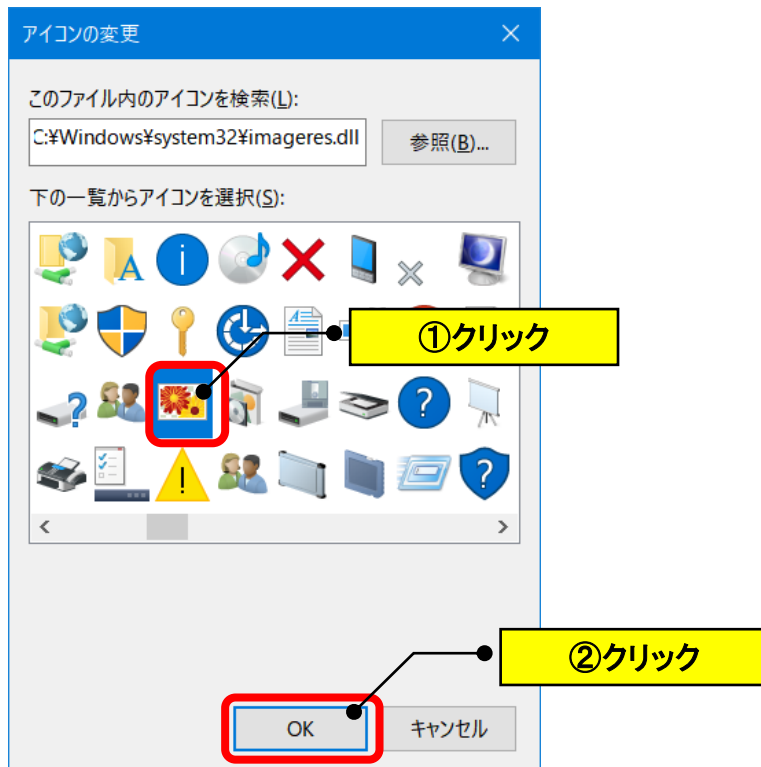 アイコンの変更
このファイル内のアイコンを検索(L):
C:¥Windows¥system32¥imageres.dll
参照(B)...
下の一覧からアイコンを選択(S):
①クリック
②クリック
OK
キャンセル